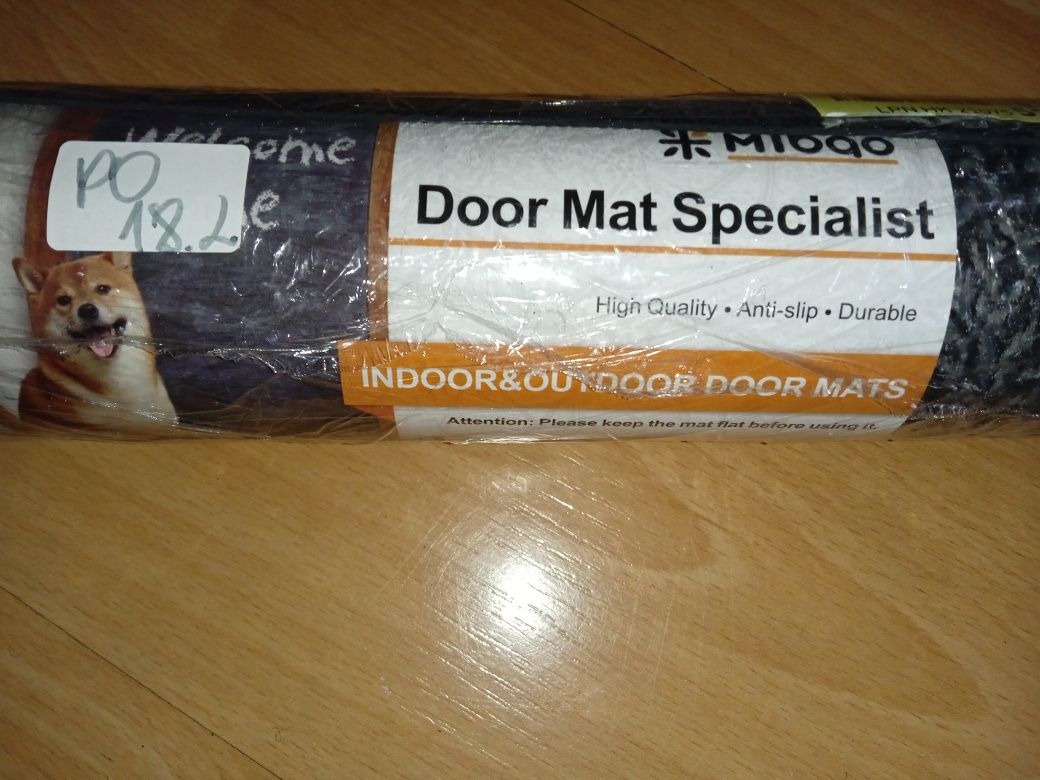 Welcome
PO
18.2
Door Mat Specialist
High Quality • Anti-slip • Durable
INDOOR&OUTDOOR DOOR MATS
Attention: Please keep the mat flat before using it.